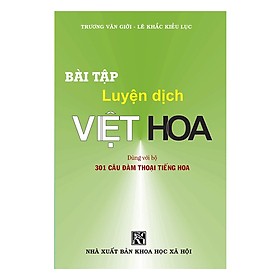 TRƯƠNG VĂN GIỚI - LÊ KHẮC KIỀU LỤC
BÀI TẬP
Luyện dịch
VIỆT HOA
Dùng với bộ
301 CÂU ĐÀM THOẠI TIẾNG HOA
NHÀ XUẤT BẢN KHOA HỌC XÃ HỘI